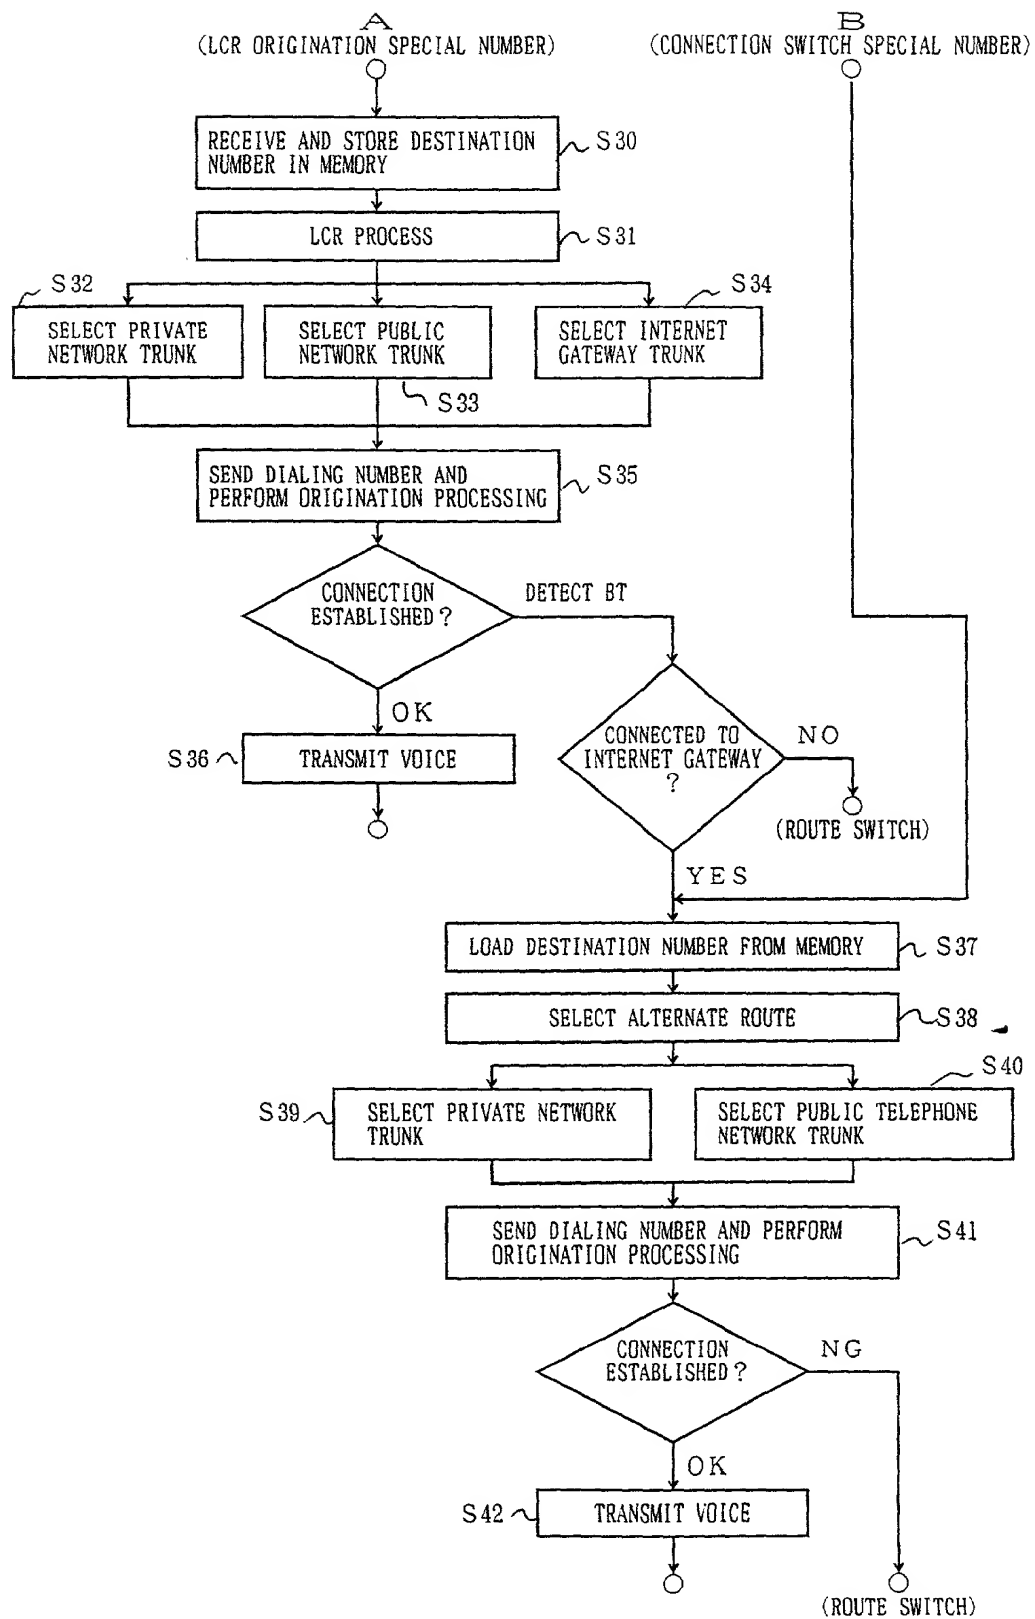 A
(LCR ORIGINATION SPECIAL NUMBER)
B
(CONNECTION SWITCH SPECIAL NUMBER)
RECEIVE AND STORE DESTINATION
NUMBER IN MEMORY
S30
LCR PROCESS
S31
S32
SELECT PRIVATE
NETWORK TRUNK
SELECT PUBLIC
NETWORK TRUNK
S33
S34
SELECT INTERNET
GATEWAY TRUNK
SEND DIALING NUMBER AND
PERFORM ORIGINATION PROCESSING
S35
CONNECTION
ESTABLISHED?
DETECT BT
OK
S36
TRANSMIT VOICE
CONNECTED TO
INTERNET GATEWAY
?
NO
(ROUTE SWITCH)
YES
LOAD DESTINATION NUMBER FROM MEMORY
S37
SELECT ALTERNATE ROUTE
S38
S39
SELECT PRIVATE NETWORK
TRUNK
S40
SELECT PUBLIC TELEPHONE
NETWORK TRUNK
SEND DIALING NUMBER AND PERFORM
ORIGINATION PROCESSING
S41
CONNECTION
ESTABLISHED?
NG
OK
S42
TRANSMIT VOICE
(ROUTE SWITCH)